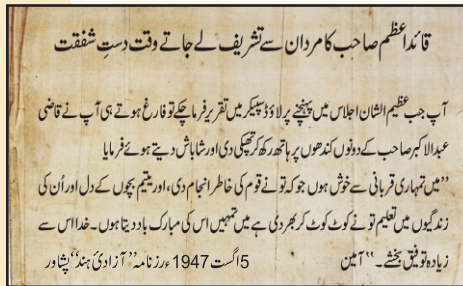 قائد اعظم صاحب کا مردان سے تشریف لے جاتے وقت دستِ شفقت
آپ جب عظیم الشان اجلاس میں پہنچنے پر لاؤڈ سپیکر میں تقریر فرما چکے تو فارغ ہوتے ہی آپ نے قاضی
عبدالاکبر صاحب کے دونوں کندھوں پر ہاتھ رکھ کر تھپکی دی اور شاباش دیتے ہوئے فرمایا
"میں تمہاری قربانی سے خوش ہوں جو کہ تو نے قوم کی خاطر انجام دی، اور یتیم بچوں کے دل اور اُن کی
زندگیوں میں تعلیم تو نے کوٹ کوٹ کر بھر دی ہے میں تمہیں اس کی مبارک باد دیتا ہوں۔ خدا اس سے
زیادہ توفیق بخشے۔" آمین 5 اگست 1947ء روزنامہ "آزادئ ہند" پشاور